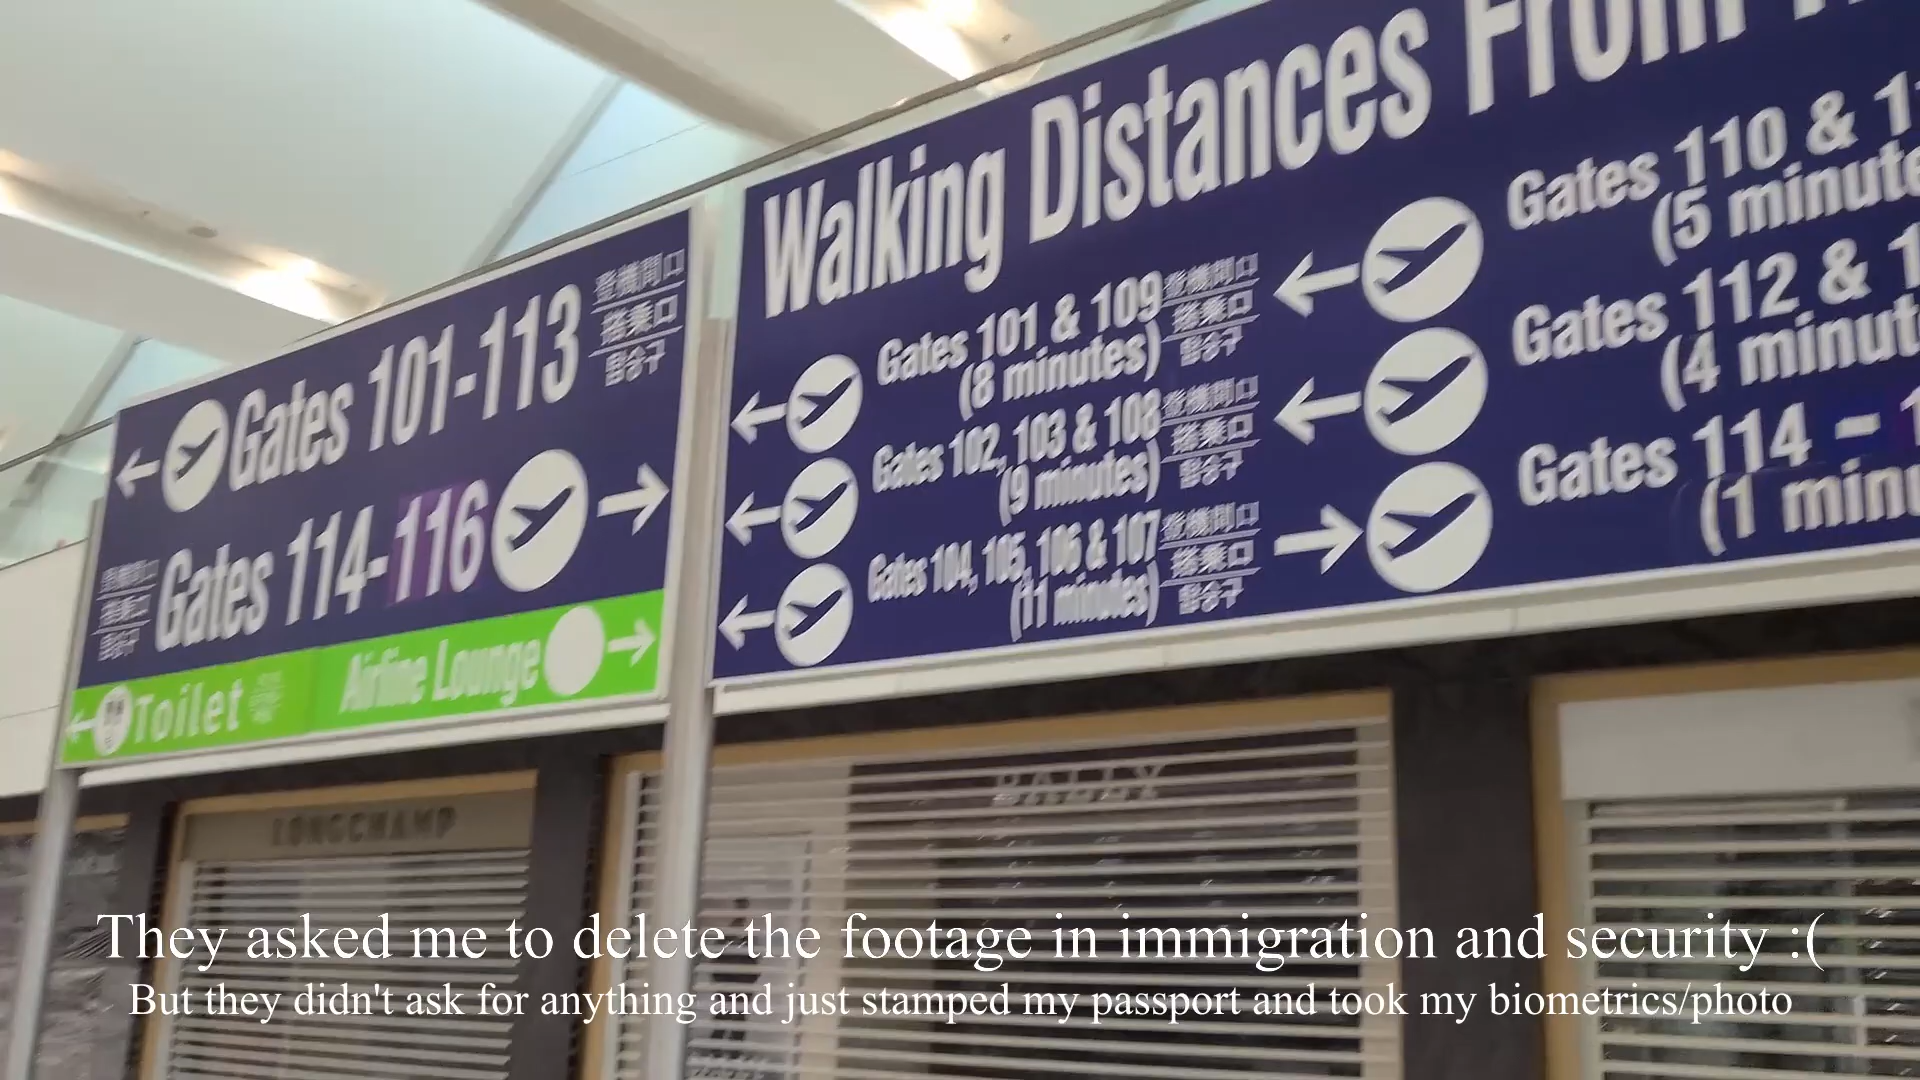 Gates 101-113
登機閘口
搭乗口
탑승구
登機閘口
搭乗口
탑승구
Gates 114-116
Toilet
Airline Lounge
Walking Distances From
Gates 101 & 109
(8 minutes)
登機閘口
搭乗口
탑승구
Gates 102, 103 & 108
(9 minutes)
登機閘口
搭乗口
탑승구
Gates 104, 105, 106 & 107
(11 minutes)
登機閘口
搭乗口
탑승구
Gates 110 &
(5
Gates 112 &
(4
Gates 114 -
(1
LONGCHAMP
BALLY
They asked me to delete the footage in immigration and security :(
But they didn't ask for anything and just stamped my passport and took my biometrics/photo